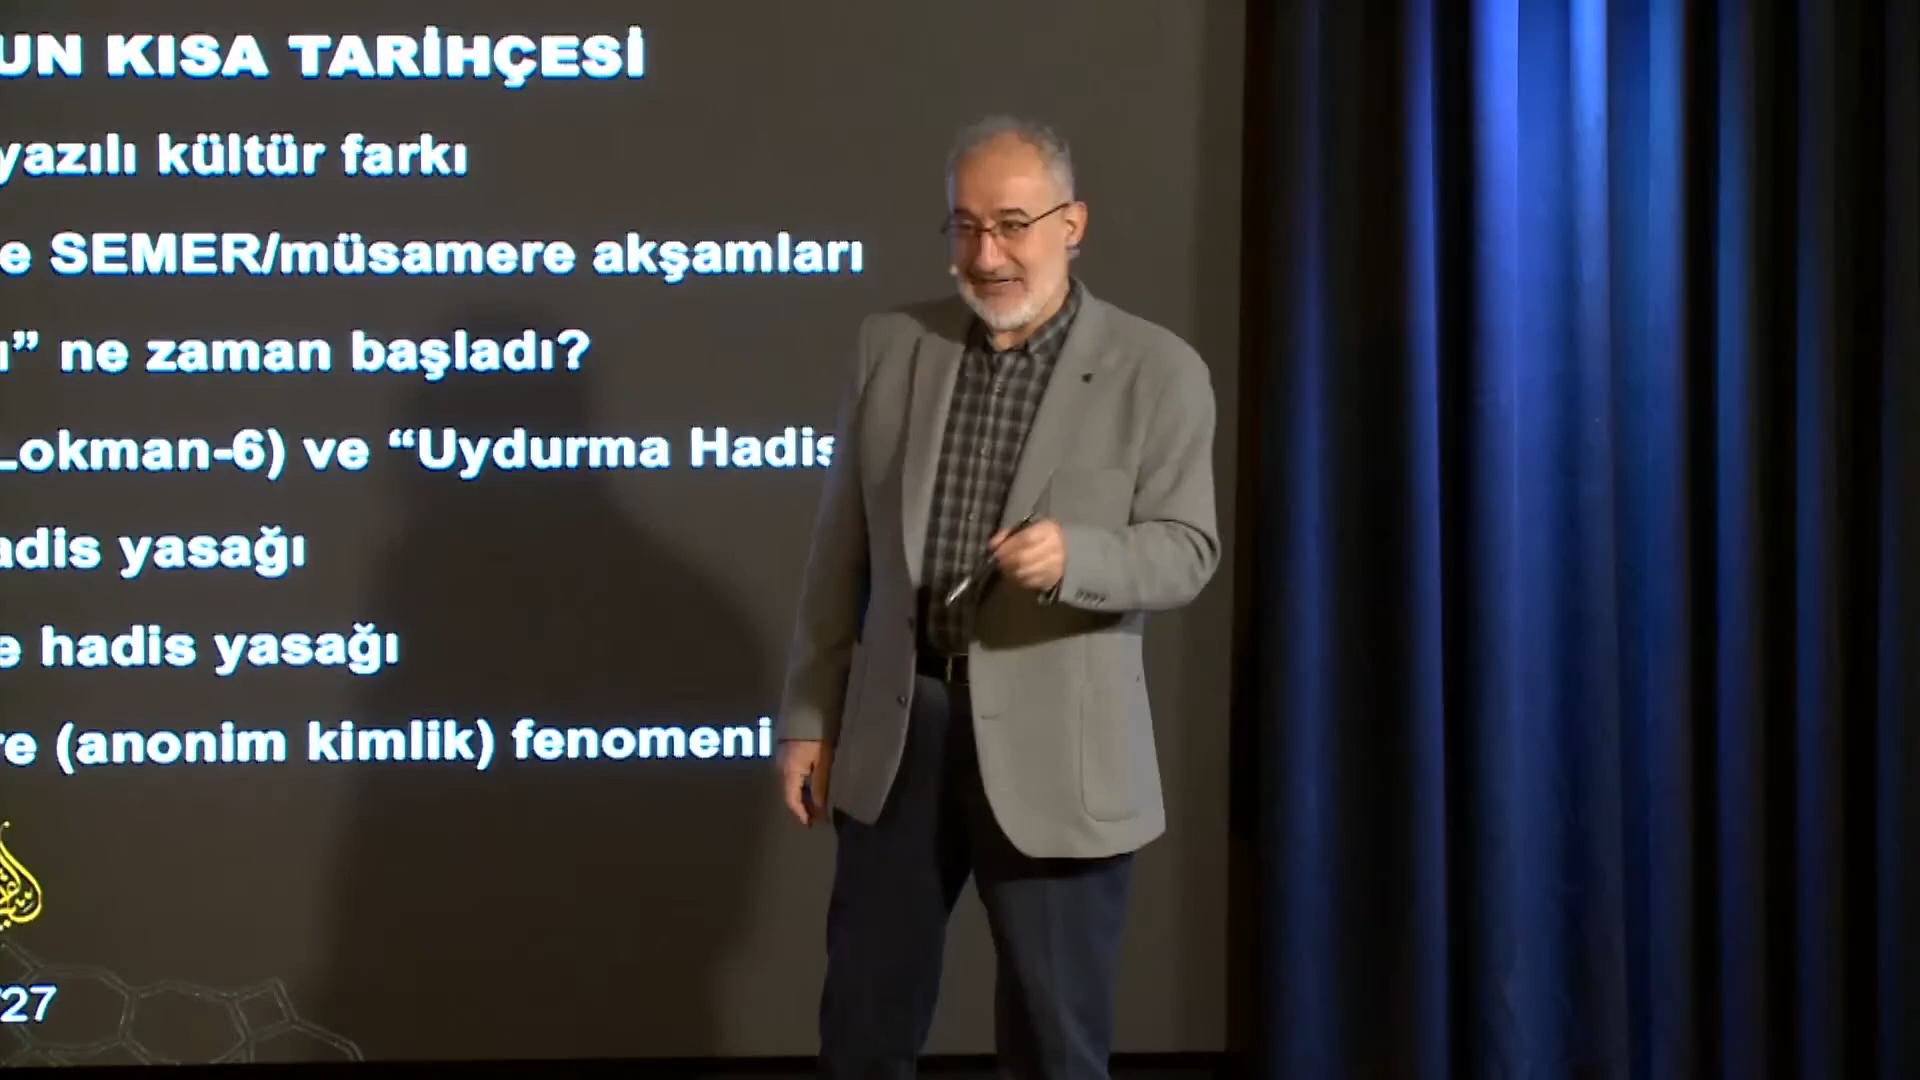 UN KISA TARİHÇESİ
yazılı kültür farkı
e SEMER/müsamere akşamları
ı” ne zaman başladı?
Lokman-6) ve “Uydurma Hadis
adis yasağı
e hadis yasağı
re (anonim kimlik) fenomeni
27